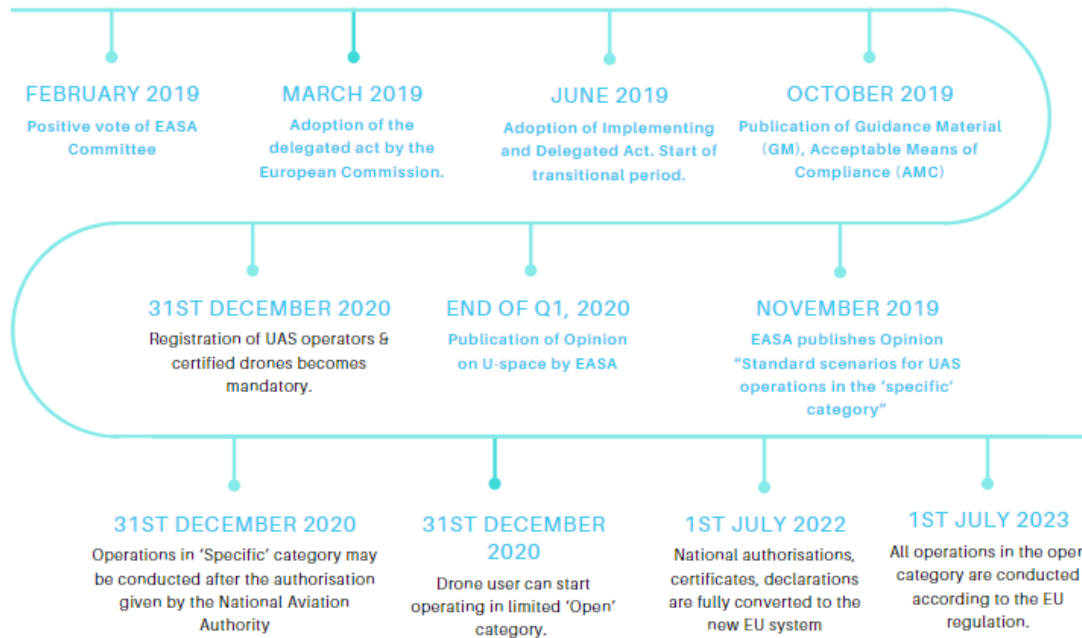 FEBRUARY 2019
Positive vote of EASA
Committee
MARCH 2019
Adoption of the
delegated act by the
European Commission.
JUNE 2019
Adoption of Implementing
and Delegated Act. Start of
transitional period.
OCTOBER 2019
Publication of Guidance Material
(GM), Acceptable Means of
Compliance (AMC)
NOVEMBER 2019
EASA publishes Opinion
“Standard scenarios for UAS
operations in the ‘specific’
category”
END OF Q1, 2020
Publication of Opinion
on U-space by EASA
31ST DECEMBER 2020
Registration of UAS operators &
certified drones becomes
mandatory.
31ST DECEMBER 2020
Operations in ‘Specific’ category may
be conducted after the authorisation
given by the National Aviation
Authority
31ST DECEMBER
2020
Drone user can start
operating in limited ‘Open’
category.
1ST JULY 2022
National authorisations,
certificates, declarations
are fully converted to the
new EU system
1ST JULY 2023
All operations in the open
category are conducted
according to the EU
regulation.